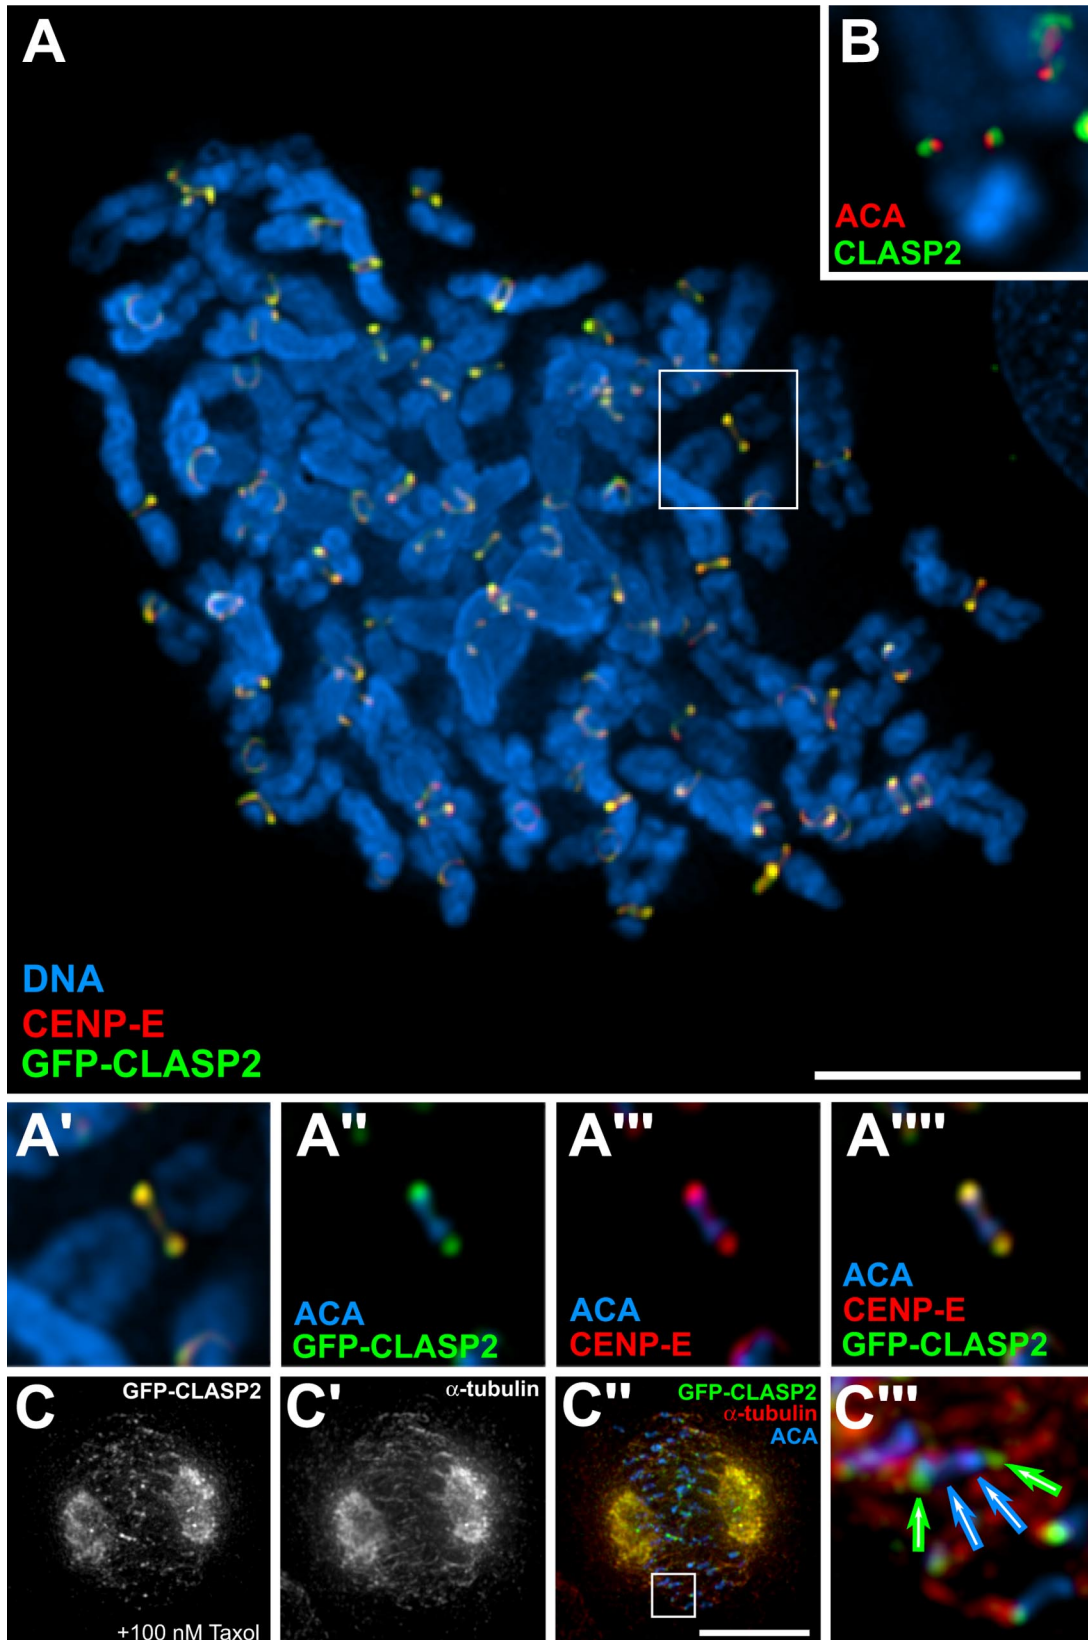 A
B
ACA
CLASP2
DNA
CENP-E
GFP-CLASP2
A'
A''
ACA
GFP-CLASP2
A'''
ACA
CENP-E
A''''
ACA
CENP-E
GFP-CLASP2
C
GFP-CLASP2
+100 nM Taxol
C'
α-tubulin
C''
GFP-CLASP2
α-tubulin
ACA
C'''